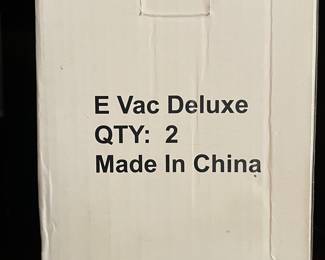 E Vac Deluxe
QTY: 2
Made In China